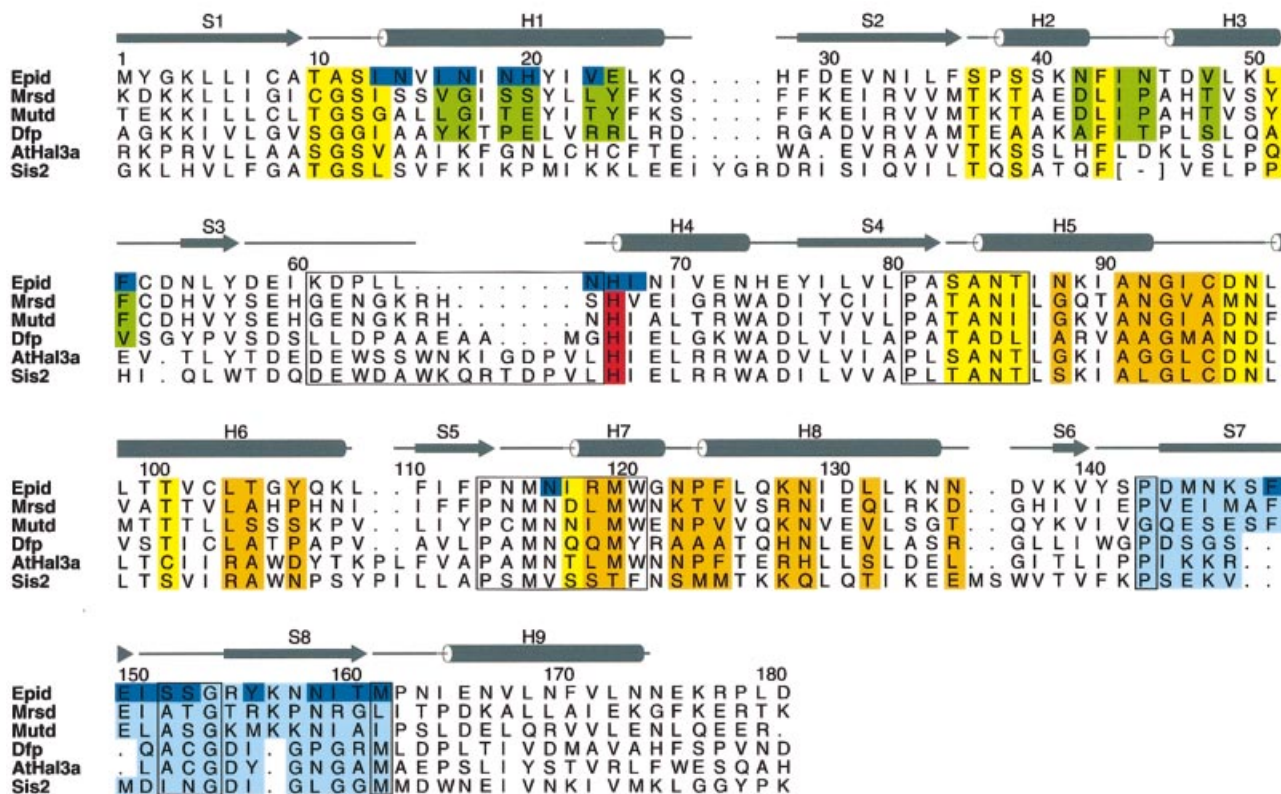 S1 H1 S2 H2 H3
1 10 20 30 40 50
Epid M Y G K L L I C A T A S I N V I N I N H Y I V E L K Q . . . . H F D E V N I L F S P S S K N F I N T D V L K L
Mrsd K D K K L L I G I C G S I S S V G I S S Y L L Y F K S . . . . F F K E I R V V M T K T A E D L I P A H T V S Y
Mutd T E K K I L L C L T G S G A L L G I T E Y I T Y F K S . . . . F F K E I R V V M T K T A E D L I P A H T V S Y
Dfp A G K K I V L G V S G G I A A Y K T P E L V R R L R D . . . . R G A D V R V A M T E A A K A F I T P L S L Q A
AtHal3a R K P R V L L A A S G S V A A I K F G N L C H C F T E . . . . W A . E V R A V V T K S S L H F L D K L S L P Q
Sis2 G K L H V L F G A T G S L S V F K I K P M I K K L E E I Y G R D R I S I Q V I L T Q S A T Q F [ - ] V E L P P
S3 H4 S4 H5
60 70 80 90
Epid F C D N L Y D E I K D P L L . . . . . . . . N H I N I V E N H E Y I L V L P A S A N T I N K I A N G I C D N L
Mrsd F C D H V Y S E H G E N G K R H . . . . . . S H V E I G R W A D I Y C I I P A T A N I L G Q T A N G V A M N L
Mutd F C D H V Y S E H G E N G K R H . . . . . . N H I A L T R W A D I T V V L P A T A N I I G K V A N G I A D N F
Dfp V S G Y P V S D S L L D P A A E A A . . M G H I E L G K W A D L V I L A P A T A D L I A R V A A G M A N D L
AtHal3a E V . T L Y T D E D E W S S W N K I G D P V L H I E L R R W A D V L V I A P L S A N T L G K I A G G L C D N L
Sis2 H I . Q L W T D Q D E W D A W K Q R T D P V L H I E L R R W A D I L V V A P L T A N T L S K I A L G L C D N L
H6 S5 H7 H8 S6 S7
100 110 120 130 140
Epid L T T V C L T G Y Q K L . . F I F P N M N I R M W G N P F L Q K N I D L L K N N . . D V K V Y S P D M N K S F
Mrsd V A T T V L A H P H N I . . I F F P N M N D L M W N K T V V S R N I E Q L R K D . . G H I V I E P V E I M A F
Mutd M T T T L L S S S K P V . . L I Y P C M N N I M W E N P V V Q K N V E V L S G T . . Q Y K V I V G Q E S E S F
Dfp V S T I C L A T P A P V . . A V L P A M N Q Q M Y R A A A T Q H N L E V L A S R . . G L L I W G P D S G S . .
AtHal3a L T C I I R A W D Y T K P L F V A P A M N T L M W N N P F T E R H L L S L D E L . . G I T L I P P I K K R . .
Sis2 L T S V I R A W N P S Y P I L L A P S M V S S T F N S M M T K K Q L Q T I K E E M S W V T V F K P S E K V . .
S8 H9
150 160 170 180
Epid E I S S G R Y K N N I T M P N I E N V L N F V L N N E K R P L D
Mrsd E I A T G T R K P N R G L I T P D K A L L A I E K G F K E R T K
Mutd E L A S G K M K K N I A I P S L D E L Q R V V L E N L Q E E R .
Dfp . Q A C G D I . G P G R M L D P L T I V D M A V A H F S P V N D
AtHal3a . L A C G D Y . G N G A M A E P S L I Y S T V R L F W E S Q A H
Sis2 M D I N G D I . G L G G M M D W N E I V N K I V M K L G G Y P K